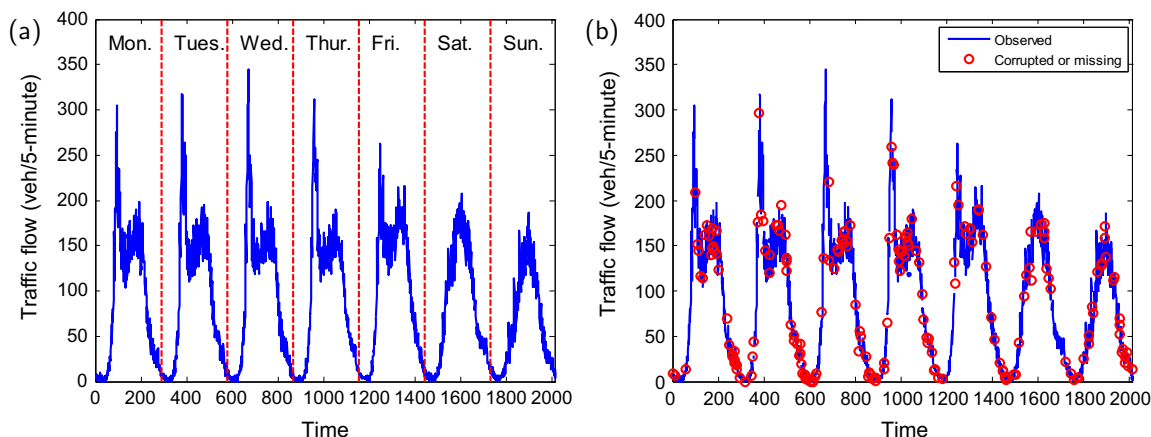 (a)
Traffic flow (veh/5-minute)
400
350
300
250
200
150
100
50
0
Mon. Tues. Wed. Thur. Fri. Sat. Sun.
0 200 400 600 800 1000 1200 1400 1600 1800 2000
Time
(b)
Traffic flow (veh/5-minute)
400
350
300
250
200
150
100
50
0
Observed
Corrupted or missing
0 200 400 600 800 1000 1200 1400 1600 1800 2000
Time